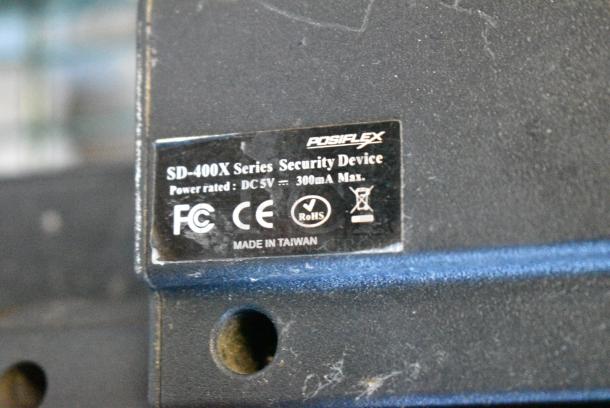 POSIFLEX
SD-400X Series Security Device
Power rated : DC 5V ⎓ 300mA Max.
FC CE RoHS
MADE IN TAIWAN